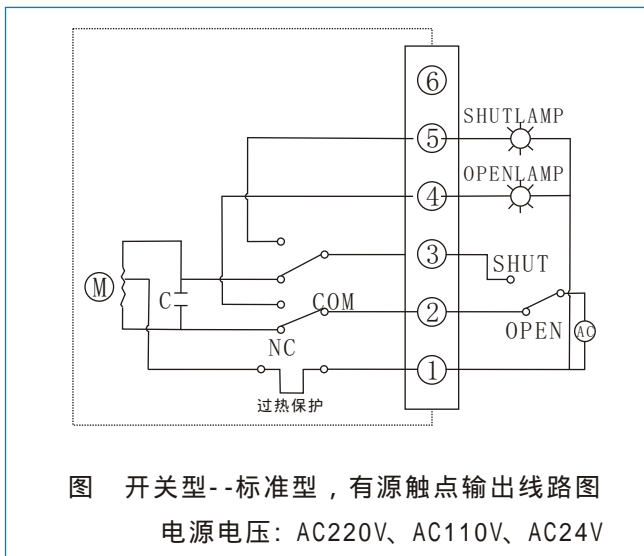 ⑥
SHUTLAMP
⑤
OPENLAMP
④
③
SHUT
M
C
COM
②
OPEN
AC
NC
①
过热保护
图 开关型--标准型，有源触点输出线路图
电源电压：AC220V、AC110V、AC24V